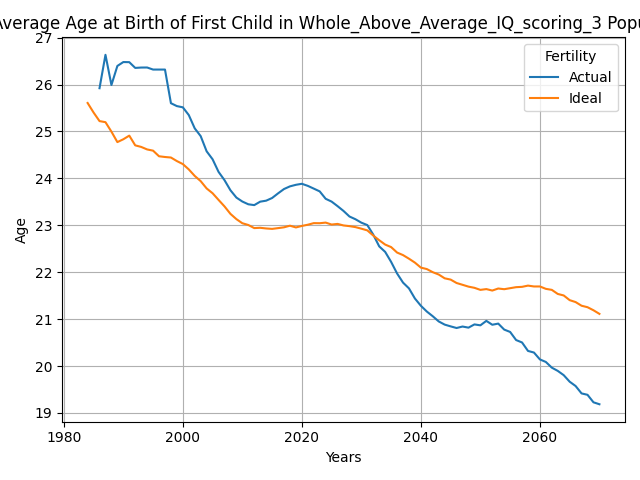 Average Age at Birth of First Child in Whole_Above_Average_IQ_scoring_3
Fertility
Actual
Ideal
27
26
25
24
23
22
21
20
19
Age
1980
2000
2020
2040
2060
Years